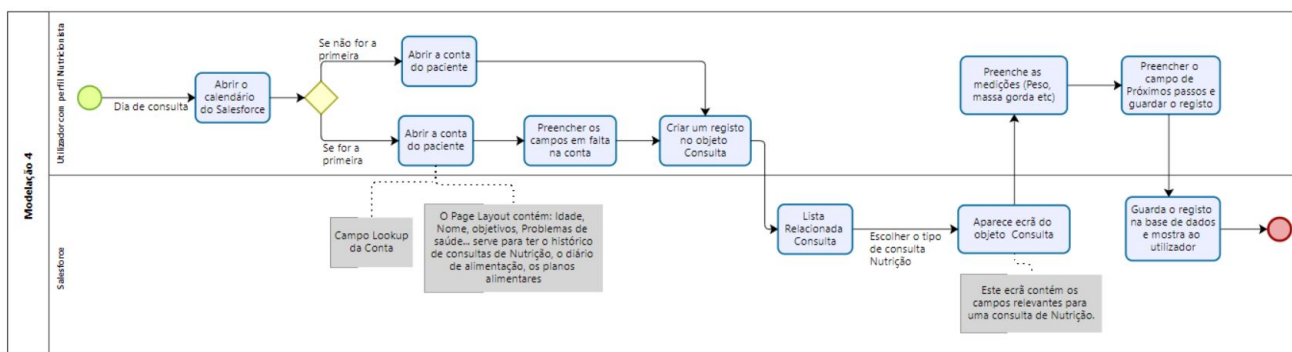 Modelação 4
Utilizador com perfil Nutricionista
Dia de consulta
Abrir o
calendário
do Salesforce
Se não for a
primeira
Abrir a conta
do paciente
Se for a
primeira
Abrir a conta
do paciente
Preencher os
campos em falta
na conta
Criar um registo
no objeto
Consulta
Preenche as
medições (Peso,
massa gorda etc)
Preencher o
campo de
Próximos passos e
guardar o registo
Salesforce
Campo Lookup
da Conta
O Page Layout contém: Idade,
Nome, objetivos, Problemas de
saúde... serve para ter o histórico
de consultas de Nutrição, o diário
de alimentação, os planos
alimentares
Lista
Relacionada
Consulta
Escolher o tipo
de consulta
Nutrição
Aparece ecrã do
objeto Consulta
Este ecrã contém os
campos relevantes para
uma consulta de Nutrição.
Guarda o registo
na base de dados
e mostra ao
utilizador